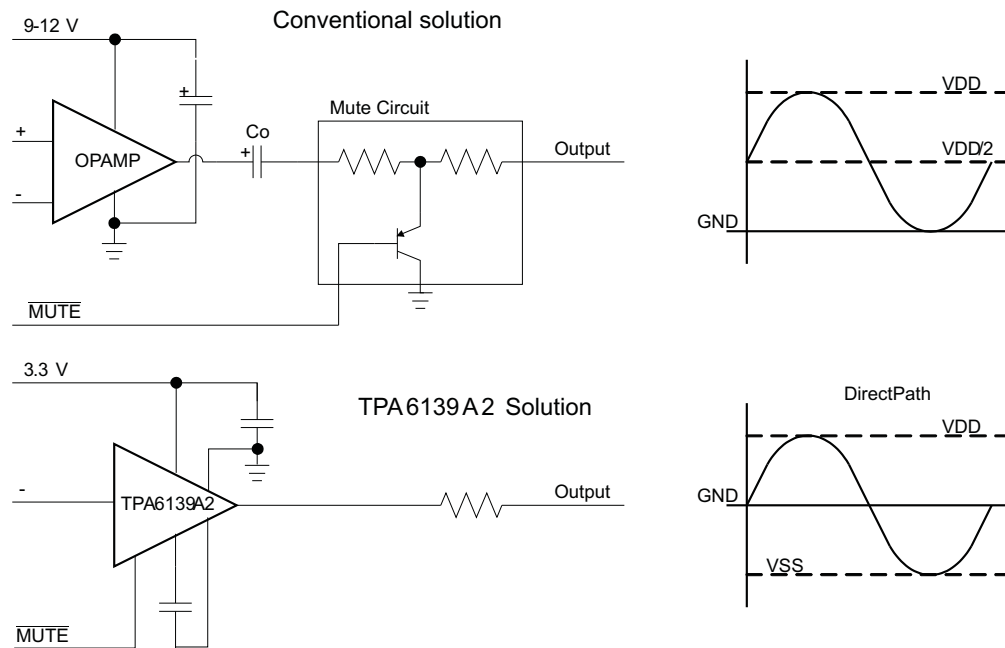 Conventional solution
9-12 V
+
Mute Circuit
VDD
+
OPAMP
-
Co
+
Output
VDD/2
GND
MUTE
3.3 V
TPA6139A2 Solution
DirectPath
VDD
-
TPA6139A2
Output
GND
VSS
MUTE